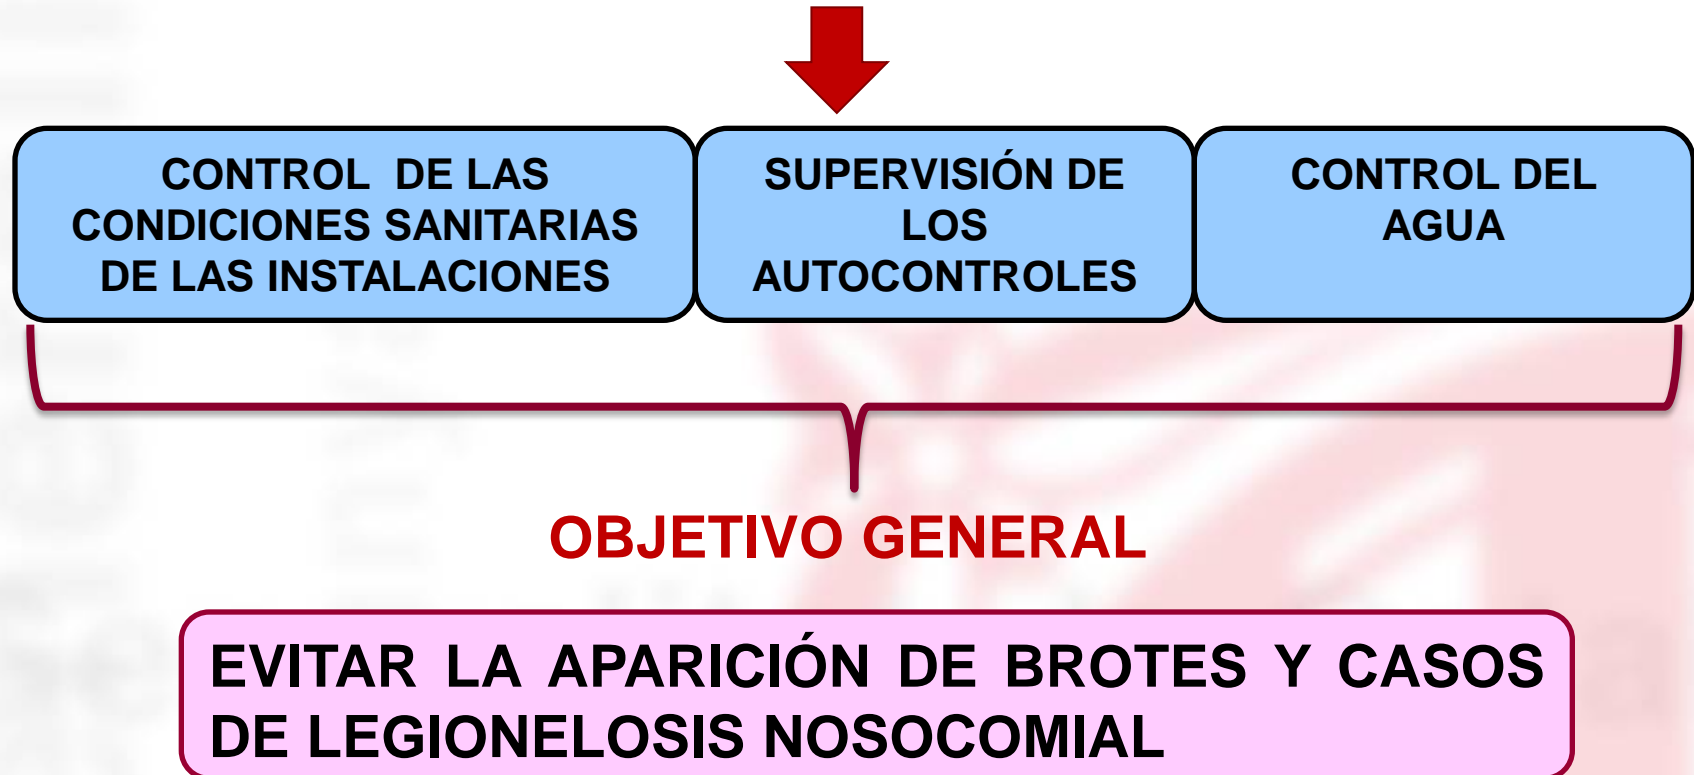 CONTROL DE LAS
CONDICIONES SANITARIAS
DE LAS INSTALACIONES
SUPERVISIÓN DE
LOS
AUTOCONTROLES
CONTROL DEL
AGUA
OBJETIVO GENERAL
EVITAR LA APARICIÓN DE BROTES Y CASOS
DE LEGIONELOSIS NOSOCOMIAL